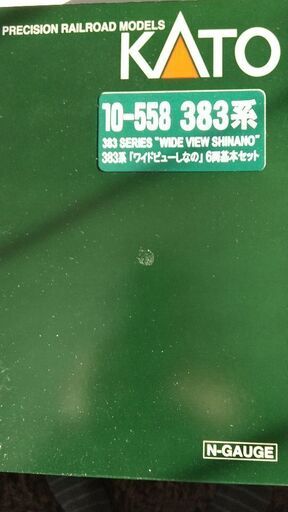 PRECISION RAILROAD MODELS
KATO
10-558 383系
383 SERIES "WIDE VIEW SHINANO"
383系「ワイドビューしなの」6両基本セット
N-GAUGE